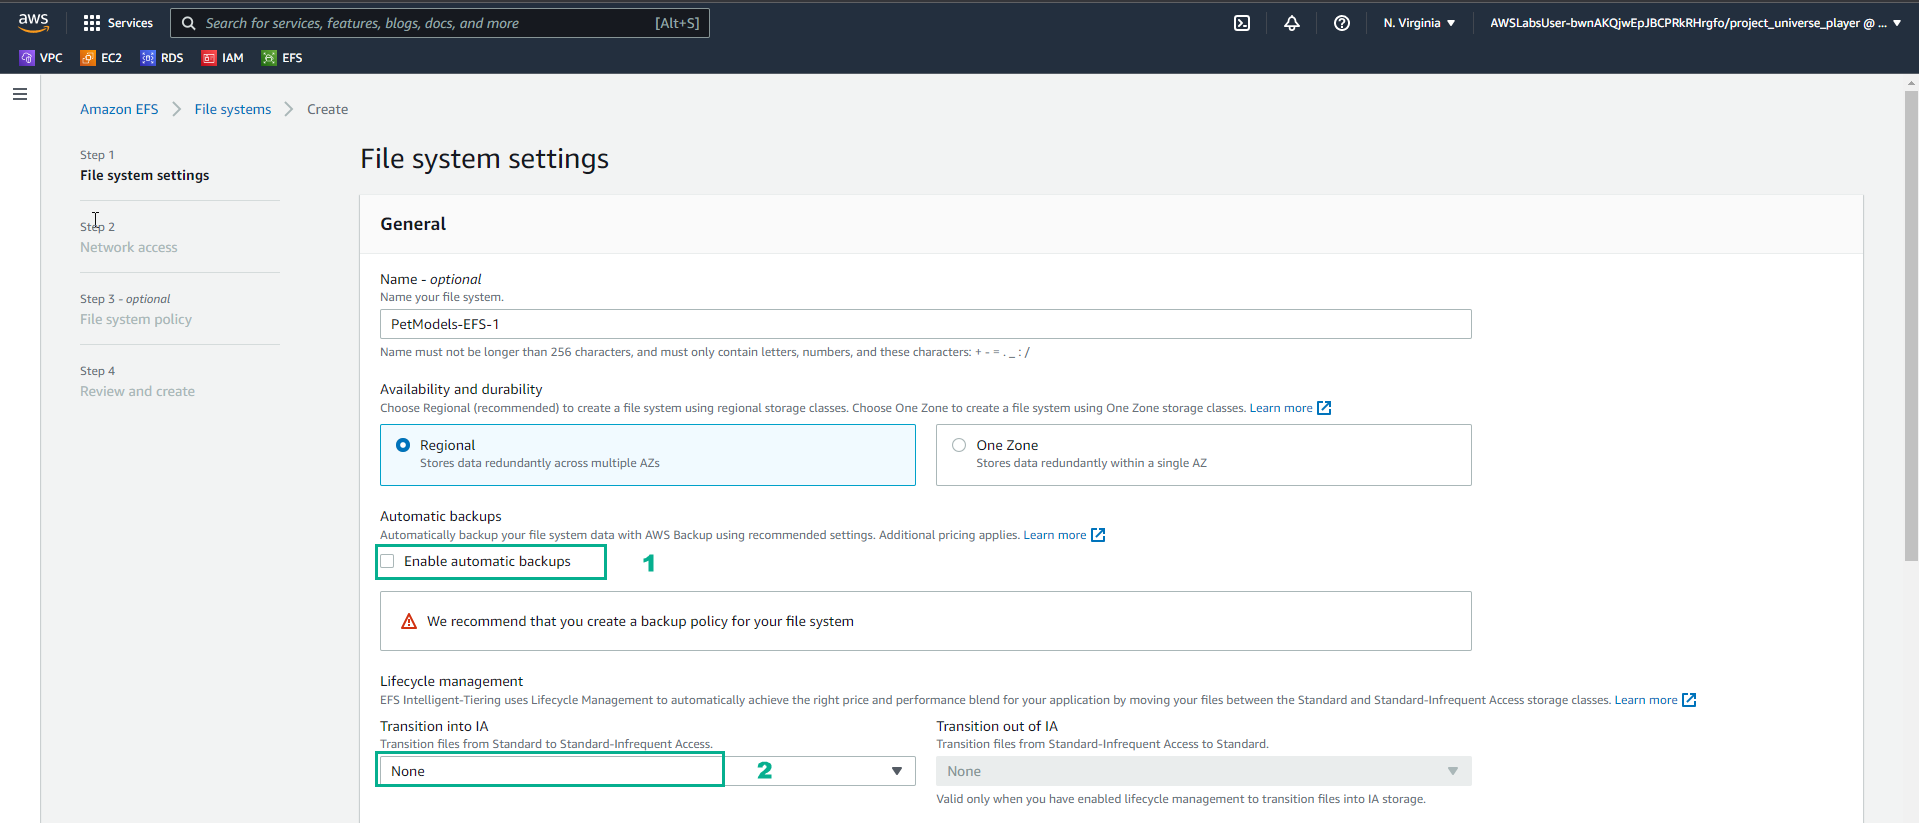 aws
Services
Search for services, features, blogs, docs, and more
[Alt+S]
N. Virginia
AWSLabsUser-bwnAKQjwEpJBCPRkRHrgfo/project_universe_player @ ...
VPC
EC2
RDS
IAM
EFS
Amazon EFS
File systems
Create
Step 1
File system settings
Step 2
Network access
Step 3 - optional
File system policy
Step 4
Review and create
File system settings
General
Name - optional
Name your file system.
PetModels-EFS-1
Name must not be longer than 256 characters, and must only contain letters, numbers, and these characters: + - = . _ : /
Availability and durability
Choose Regional (recommended) to create a file system using regional storage classes. Choose One Zone to create a file system using One Zone storage classes. Learn more
Regional
Stores data redundantly across multiple AZs
One Zone
Stores data redundantly within a single AZ
Automatic backups
Automatically backup your file system data with AWS Backup using recommended settings. Additional pricing applies. Learn more
Enable automatic backups
1
We recommend that you create a backup policy for your file system
Lifecycle management
EFS Intelligent-Tiering uses Lifecycle Management to automatically achieve the right price and performance blend for your application by moving your files between the Standard and Standard-Infrequent Access storage classes. Learn more
Transition into IA
Transition files from Standard to Standard-Infrequent Access.
None
2
Transition out of IA
Transition files from Standard-Infrequent Access to Standard.
None
Valid only when you have enabled lifecycle management to transition files into IA storage.